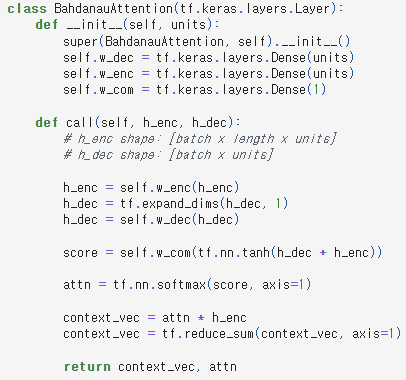 class BahdanauAttention(tf.keras.layers.Layer):
    def __init__(self, units):
        super(BahdanauAttention, self).__init__()
        self.w_dec = tf.keras.layers.Dense(units)
        self.w_enc = tf.keras.layers.Dense(units)
        self.w_com = tf.keras.layers.Dense(1)

    def call(self, h_enc, h_dec):
        # h_enc shape: [batch x length x units]
        # h_dec shape: [batch x units]

        h_enc = self.w_enc(h_enc)
        h_dec = tf.expand_dims(h_dec, 1)
        h_dec = self.w_dec(h_dec)

        score = self.w_com(tf.nn.tanh(h_dec + h_enc))

        attn = tf.nn.softmax(score, axis=1)

        context_vec = attn * h_enc
        context_vec = tf.reduce_sum(context_vec, axis=1)

        return context_vec, attn